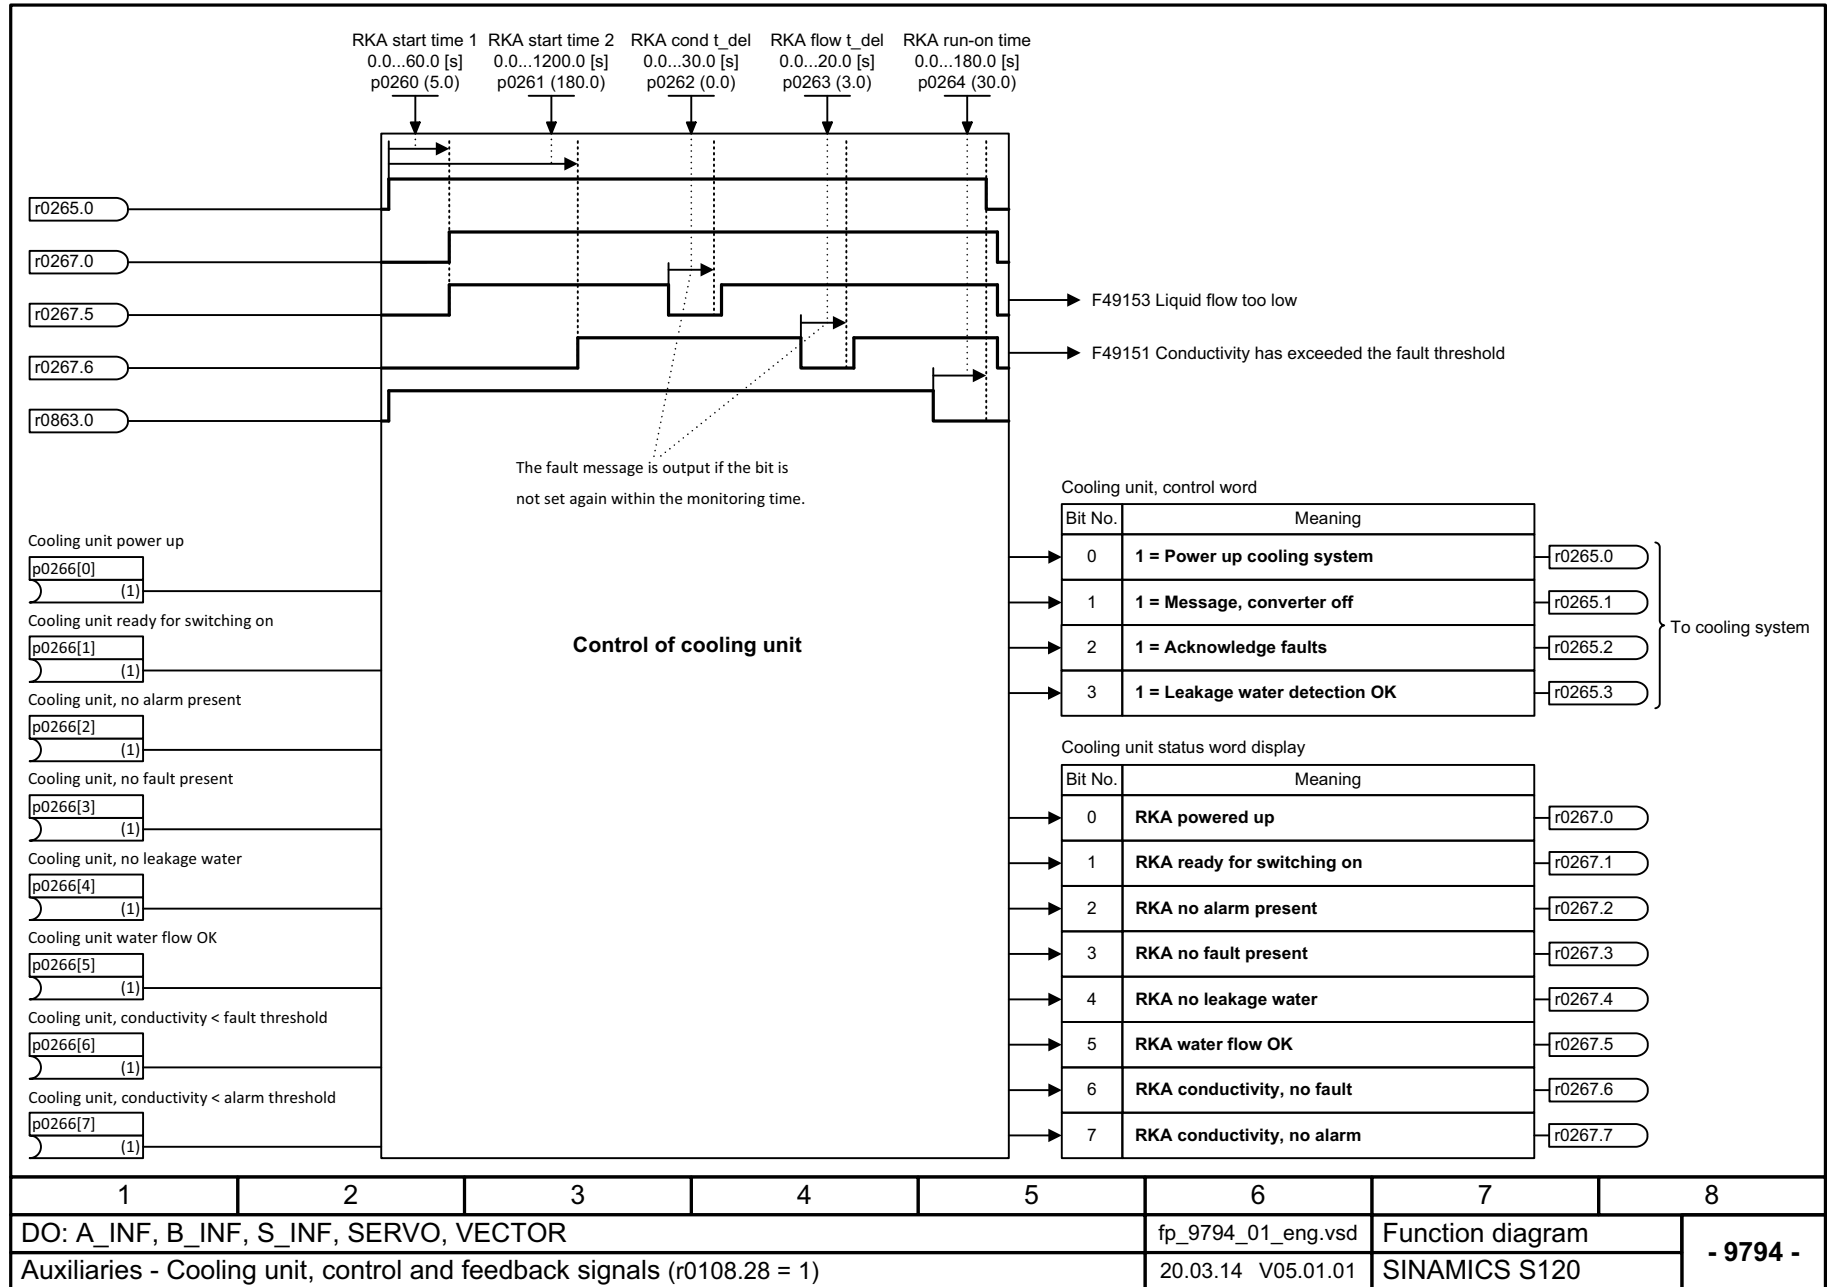 RKA start time 1 RKA start time 2 RKA cond t_del RKA flow t_del RKA run-on time
0.0...60.0 [s] 0.0...1200.0 [s] 0.0...30.0 [s] 0.0...20.0 [s] 0.0...180.0 [s]
p0260 (5.0) p0261 (180.0) p0262 (0.0) p0263 (3.0) p0264 (30.0)
r0265.0
r0267.0
r0267.5
F49153 Liquid flow too low
r0267.6
F49151 Conductivity has exceeded the fault threshold
r0863.0
The fault message is output if the bit is
not set again within the monitoring time.
Control of cooling unit
Cooling unit power up
p0266[0]
(1)
Cooling unit ready for switching on
p0266[1]
(1)
Cooling unit, no alarm present
p0266[2]
(1)
Cooling unit, no fault present
p0266[3]
(1)
Cooling unit, no leakage water
p0266[4]
(1)
Cooling unit water flow OK
p0266[5]
(1)
Cooling unit, conductivity < fault threshold
p0266[6]
(1)
Cooling unit, conductivity < alarm threshold
p0266[7]
(1)
Cooling unit, control word
Bit No. Meaning
0 1 = Power up cooling system r0265.0
1 1 = Message, converter off r0265.1
2 1 = Acknowledge faults r0265.2
3 1 = Leakage water detection OK r0265.3
To cooling system
Cooling unit status word display
Bit No. Meaning
0 RKA powered up r0267.0
1 RKA ready for switching on r0267.1
2 RKA no alarm present r0267.2
3 RKA no fault present r0267.3
4 RKA no leakage water r0267.4
5 RKA water flow OK r0267.5
6 RKA conductivity, no fault r0267.6
7 RKA conductivity, no alarm r0267.7
1 2 3 4 5 6 7 8
DO: A_INF, B_INF, S_INF, SERVO, VECTOR fp_9794_01_eng.vsd Function diagram
- 9794 -
Auxiliaries - Cooling unit, control and feedback signals (r0108.28 = 1) 20.03.14 V05.01.01 SINAMICS S120